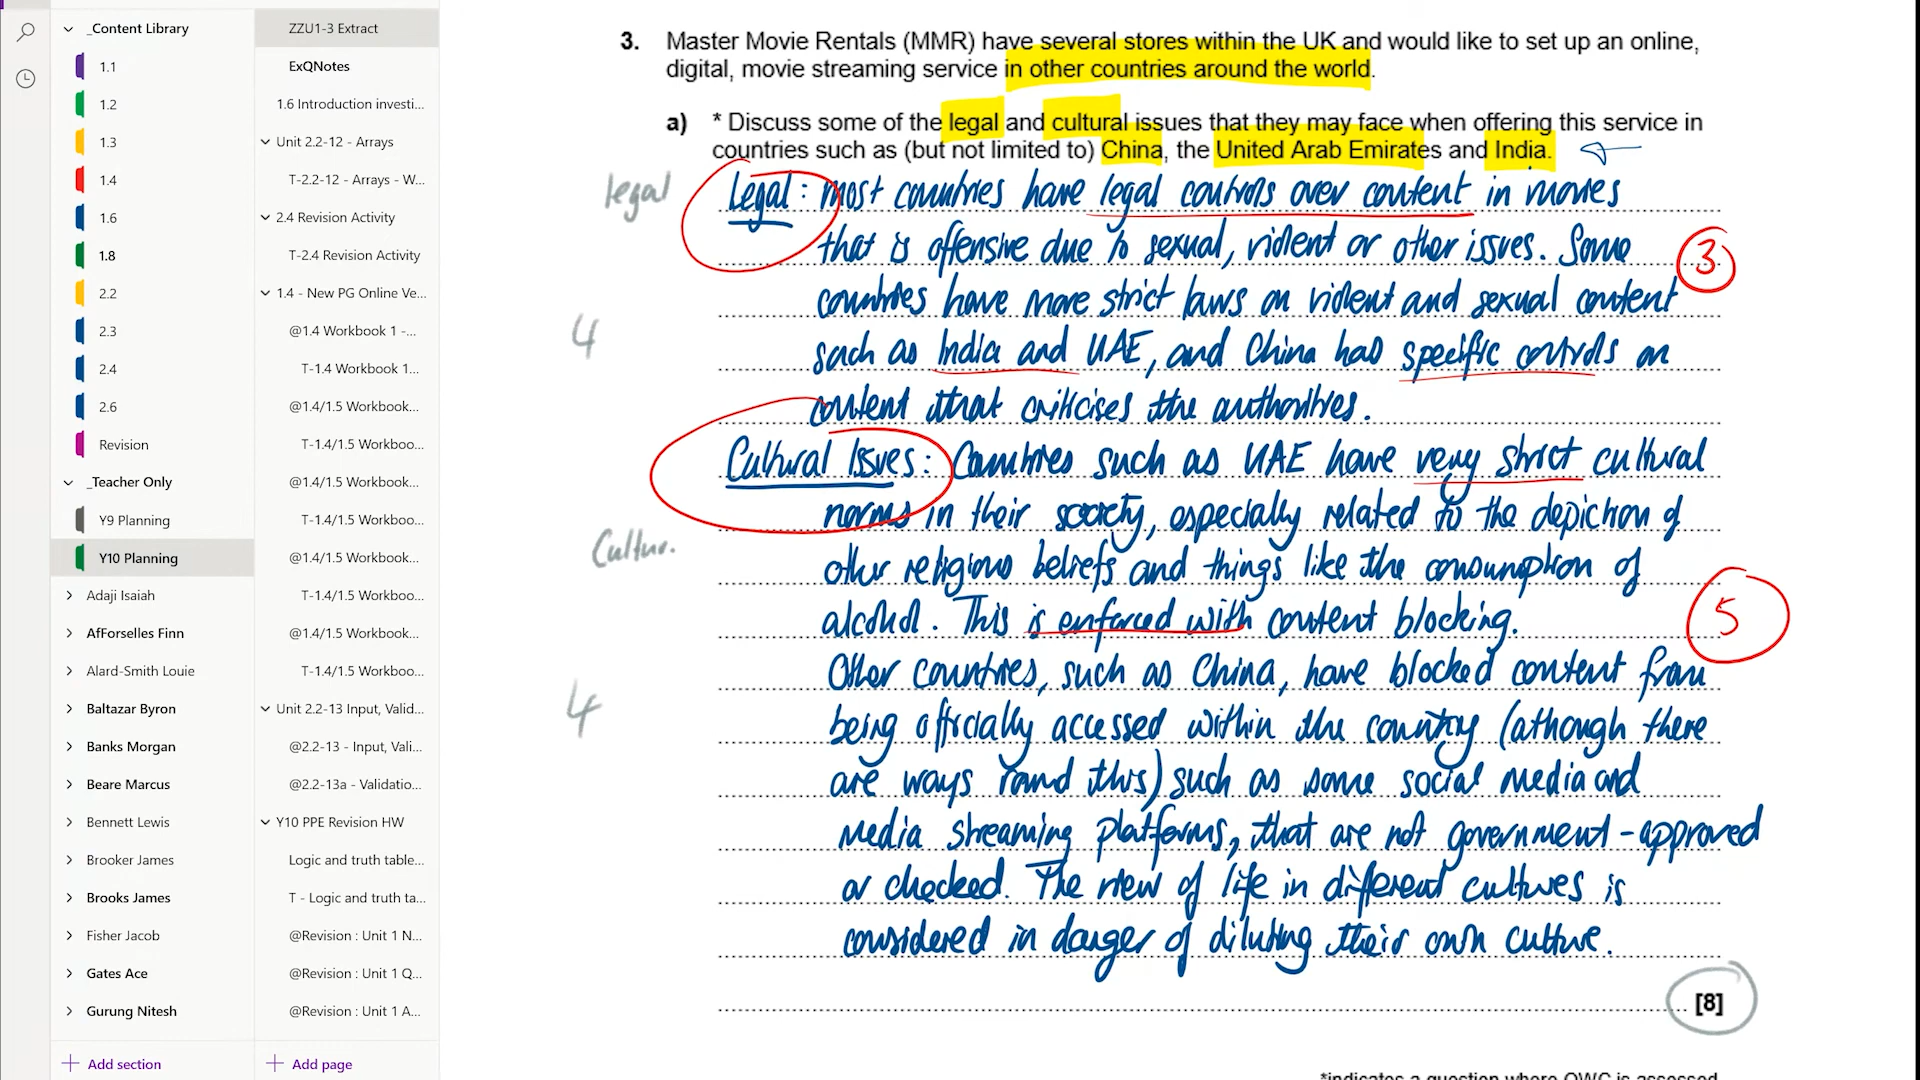 _Content Library
1.1
1.2
1.3
1.4
1.6
1.8
2.2
2.3
2.4
2.6
Revision
_Teacher Only
Y9 Planning
Y10 Planning
Adaji Isaiah
AfForselles Finn
Alard-Smith Louie
Baltazar Byron
Banks Morgan
Beare Marcus
Bennett Lewis
Brooker James
Brooks James
Fisher Jacob
Gates Ace
Gurung Nitesh
Add section
ZZU1-3 Extract
ExQNotes
1.6 Introduction investi...
Unit 2.2-12 - Arrays
T-2.2-12 - Arrays - W...
2.4 Revision Activity
T-2.4 Revision Activity
1.4 - New PG Online Ve...
@1.4 Workbook 1 -...
T-1.4 Workbook 1...
@1.4/1.5 Workbook...
T-1.4/1.5 Workboo...
@1.4/1.5 Workbook...
T-1.4/1.5 Workboo...
@1.4/1.5 Workbook...
T-1.4/1.5 Workboo...
@1.4/1.5 Workbook...
T-1.4/1.5 Workboo...
Unit 2.2-13 Input, Valid...
@2.2-13 - Input, Vali...
@2.2-13a - Validatio...
Y10 PPE Revision HW
Logic and truth table...
T - Logic and truth ta...
@Revision : Unit 1 N...
@Revision : Unit 1 Q...
@Revision : Unit 1 A...
Add page
3. Master Movie Rentals (MMR) have several stores within the UK and would like to set up an online,
digital, movie streaming service in other countries around the world.
a) * Discuss some of the legal and cultural issues that they may face when offering this service in
countries such as (but not limited to) China, the United Arab Emirates and India.
legal
Legal: most countries have legal controls over content in movies
that is offensive due to sexual, violent or other issues. Some
3
countries have more strict laws on violent and sexual content
4
such as India and UAE, and China has specific controls on
content that criticises the authorities.
Cultural Issues: Countries such as UAE have very strict cultural
norms in their society, especially related to the depiction of
Cultur.
other religious beliefs and things like the consumption of
alcohol. This is enforced with content blocking.
5
Other countries, such as China, have blocked content from
4
being officially accessed within the country (athough there
are ways round this) such as some social media and
media streaming platforms, that are not government-approved
or checked. The view of life in different cultures is
considered in danger of diluting their own culture.
[8]
*indicates a question where QWC is assessed